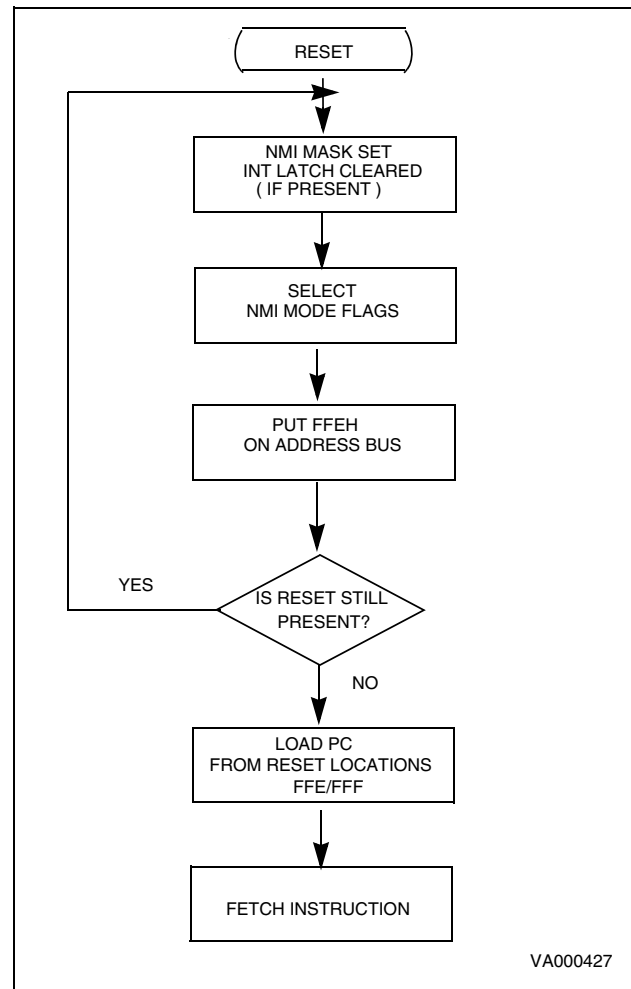 RESET
NMI MASK SET
INT LATCH CLEARED
( IF PRESENT )
SELECT
NMI MODE FLAGS
PUT FFEH
ON ADDRESS BUS
YES
IS RESET STILL
PRESENT?
NO
LOAD PC
FROM RESET LOCATIONS
FFE/FFF
FETCH INSTRUCTION
VA000427